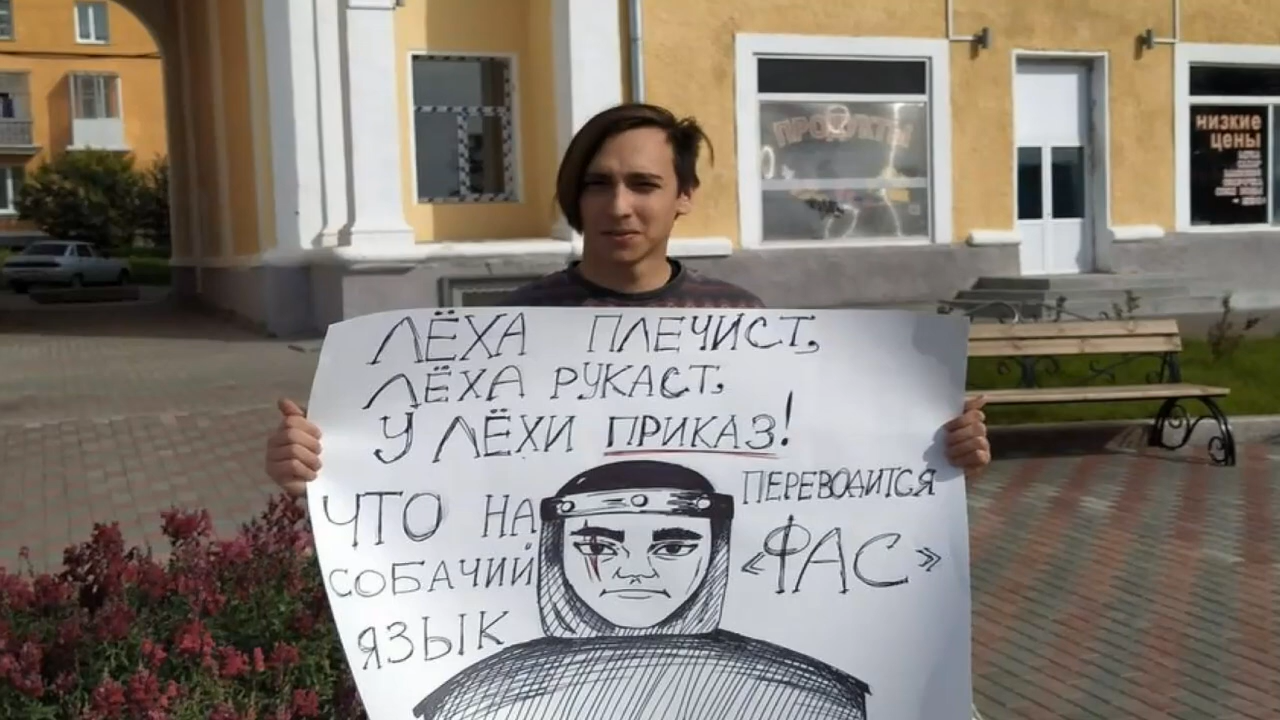 ПРОДУКТЫ
НИЗКИЕ
ЦЕНЫ
ЛЁХА ПЛЕЧИСТ,
ЛЁХА РУКАСТ,
У ЛЁХИ ПРИКАЗ!
ЧТО НА
СОБАЧИЙ
ЯЗЫК
ПЕРЕВОДИТСЯ
«ФАС»